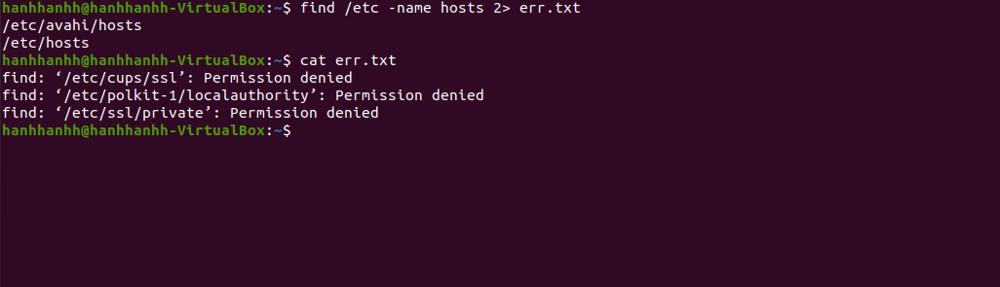 hanhhanhh@hanhhanhh-VirtualBox:~$ find /etc -name hosts 2> err.txt
/etc/avahi/hosts
/etc/hosts
hanhhanhh@hanhhanhh-VirtualBox:~$ cat err.txt
find: ‘/etc/cups/ssl’: Permission denied
find: ‘/etc/polkit-1/localauthority’: Permission denied
find: ‘/etc/ssl/private’: Permission denied
hanhhanhh@hanhhanhh-VirtualBox:~$